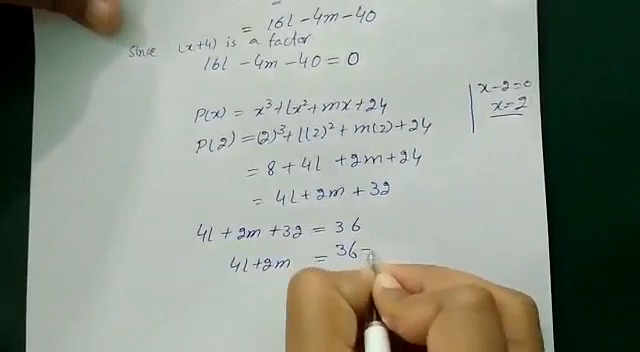 =
= 16l - 4m - 40
Since (x+4) is a factor
16l - 4m - 40 = 0
P(x) = x³ + lx² + mx + 24
x - 2 = 0
x = 2
P(2) = (2)³ + l(2)² + m(2) + 24
= 8 + 4l + 2m + 24
= 4l + 2m + 32
4l + 2m + 32 = 36
4l + 2m = 36 -